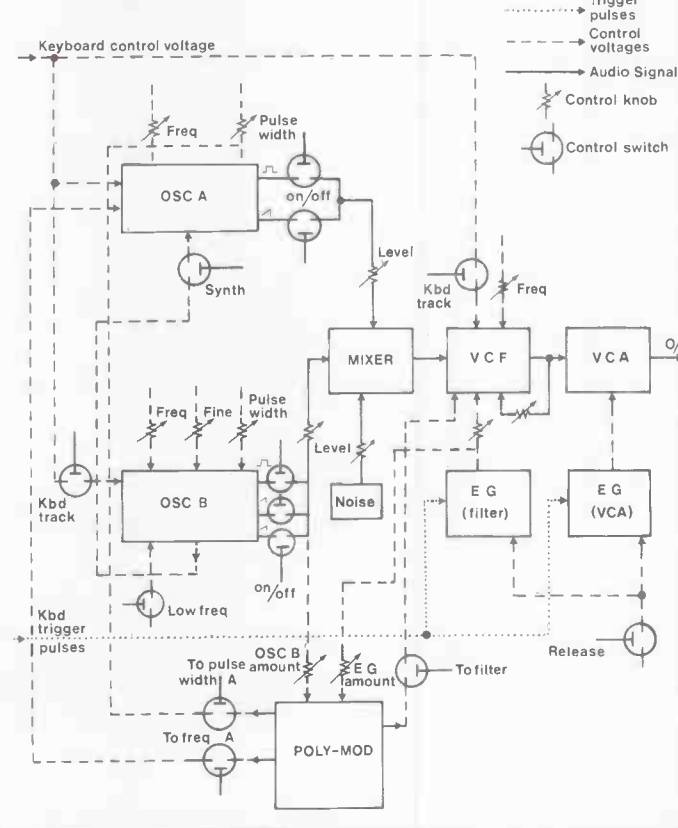 Trigger
pulses
Control
voltages
Audio Signal
Control knob
Control switch
Keyboard control voltage
Freq
Pulse
width
OSC A
on/off
Synth
Level
Kbd
track
Freq
MIXER
VCF
VCA
O/
Freq
Fine
Pulse
width
Level
Noise
Kbd
track
OSC B
on/off
Low freq
EG
(filter)
EG
(VCA)
Kbd
trigger
pulses
Release
OSC B
amount
EG
amount
To filter
To pulse
width A
To freq A
POLY-MOD